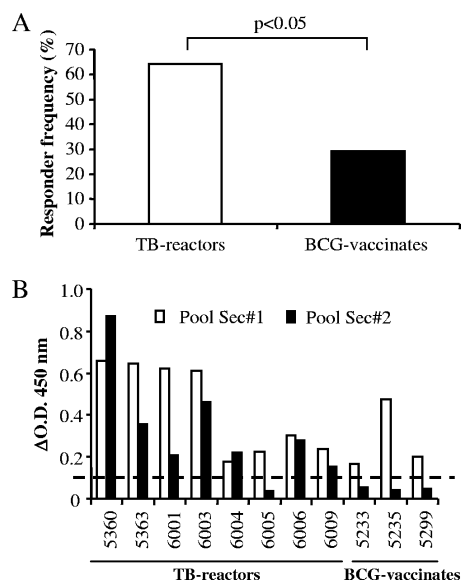 A
p<0.05
Responder frequency (%)
70
60
50
40
30
20
10
0
TB-reactors BCG-vaccinates
B
ΔO.D. 450 nm
1.0
0.8
0.6
0.4
0.2
0
Pool Sec#1 Pool Sec#2
5360 5363 6001 6003 6004 6005 6006 6009 5233 5235 5299
TB-reactors BCG-vaccinates